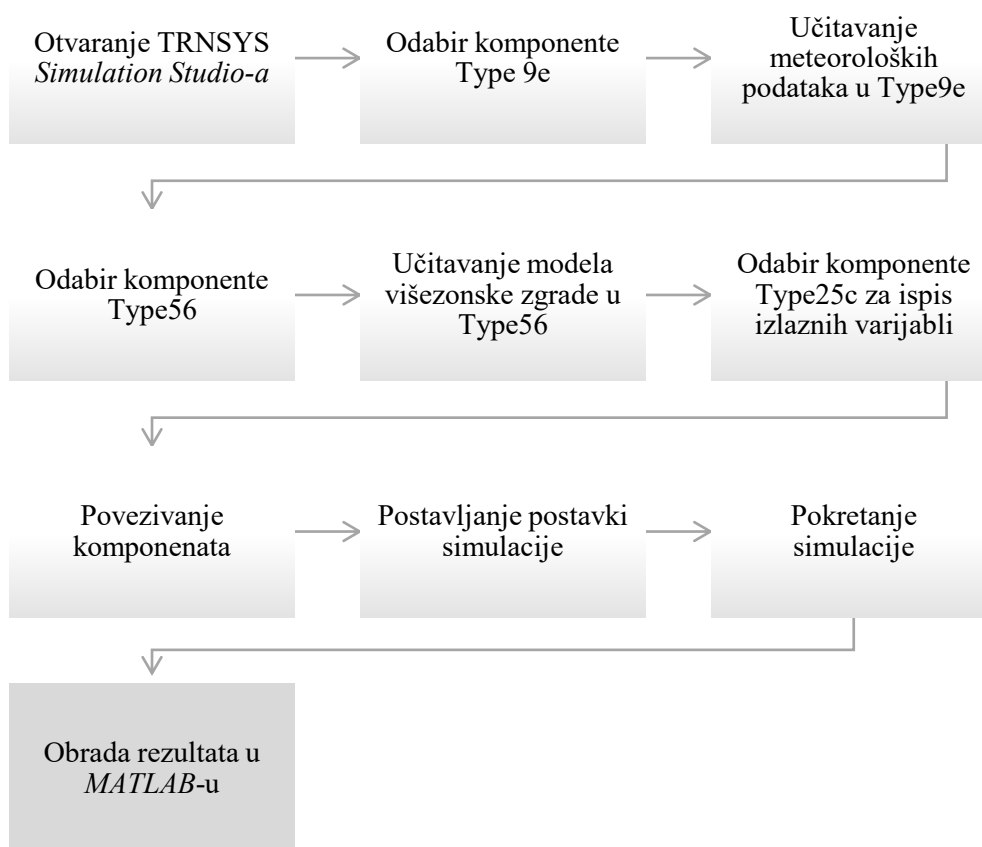 Otvaranje TRNSYS
Simulation Studio-a
Odabir komponente
Type 9e
Učitavanje
meteoroloških
podataka u Type9e
Odabir komponente
Type56
Učitavanje modela
višezonske zgrade u
Type56
Odabir komponente
Type25c za ispis
izlaznih varijabli
Povezivanje
komponenata
Postavljanje postavki
simulacije
Pokretanje
simulacije
Obrada rezultata u
MATLAB-u